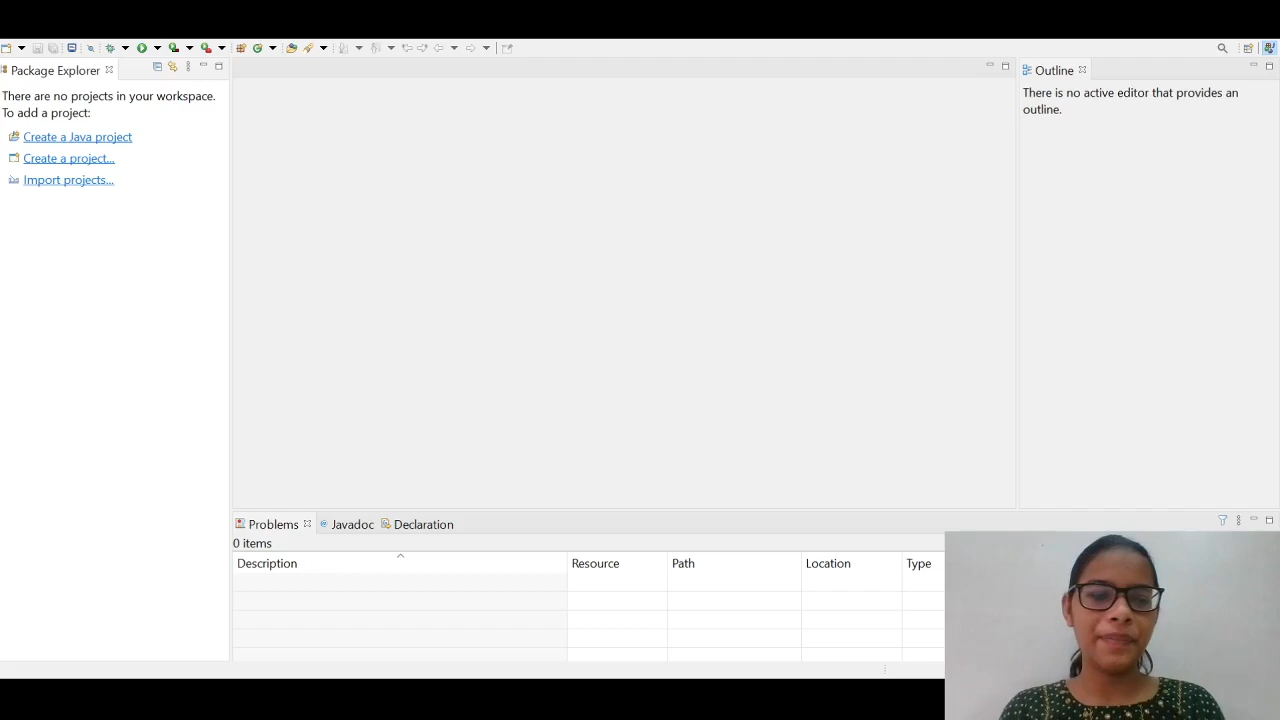 Package Explorer
There are no projects in your workspace.
To add a project:
Create a Java project
Create a project...
Import projects...
Outline
There is no active editor that provides an
outline.
Problems
Javadoc
Declaration
0 items
Description
Resource
Path
Location
Type